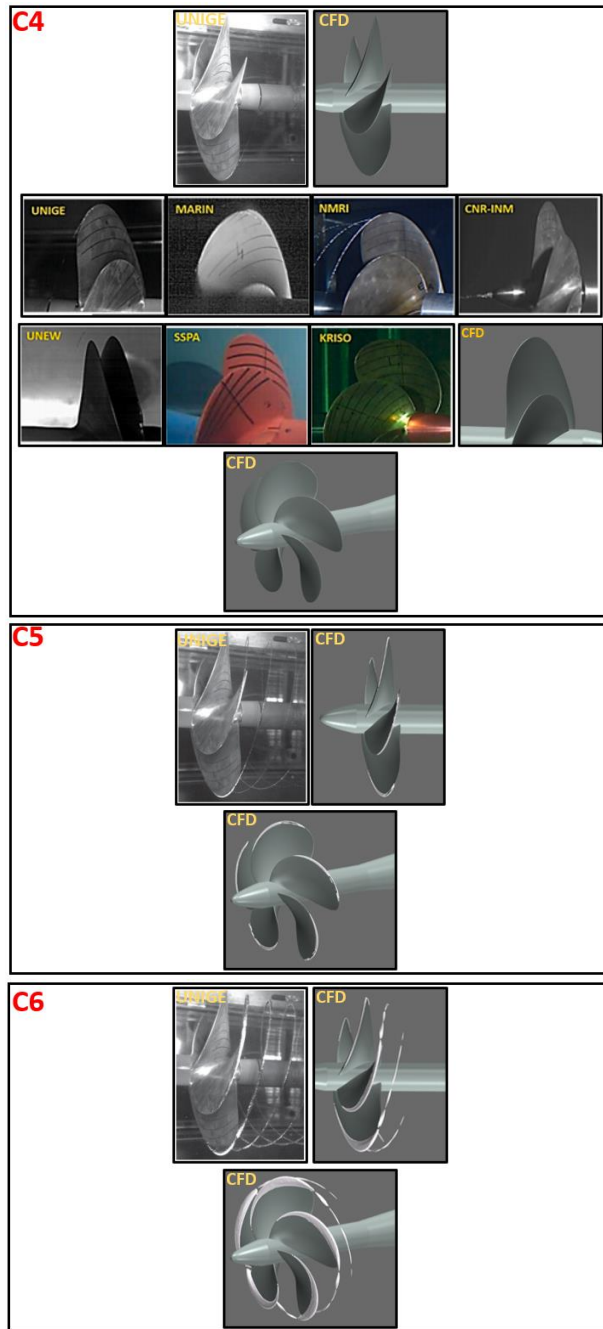 C4
UNIGE CFD
UNIGE MARIN NMRI CNR-INM
UNEW SSPA KRISO CFD
CFD
C5
UNIGE CFD
CFD
C6
UNIGE CFD
CFD